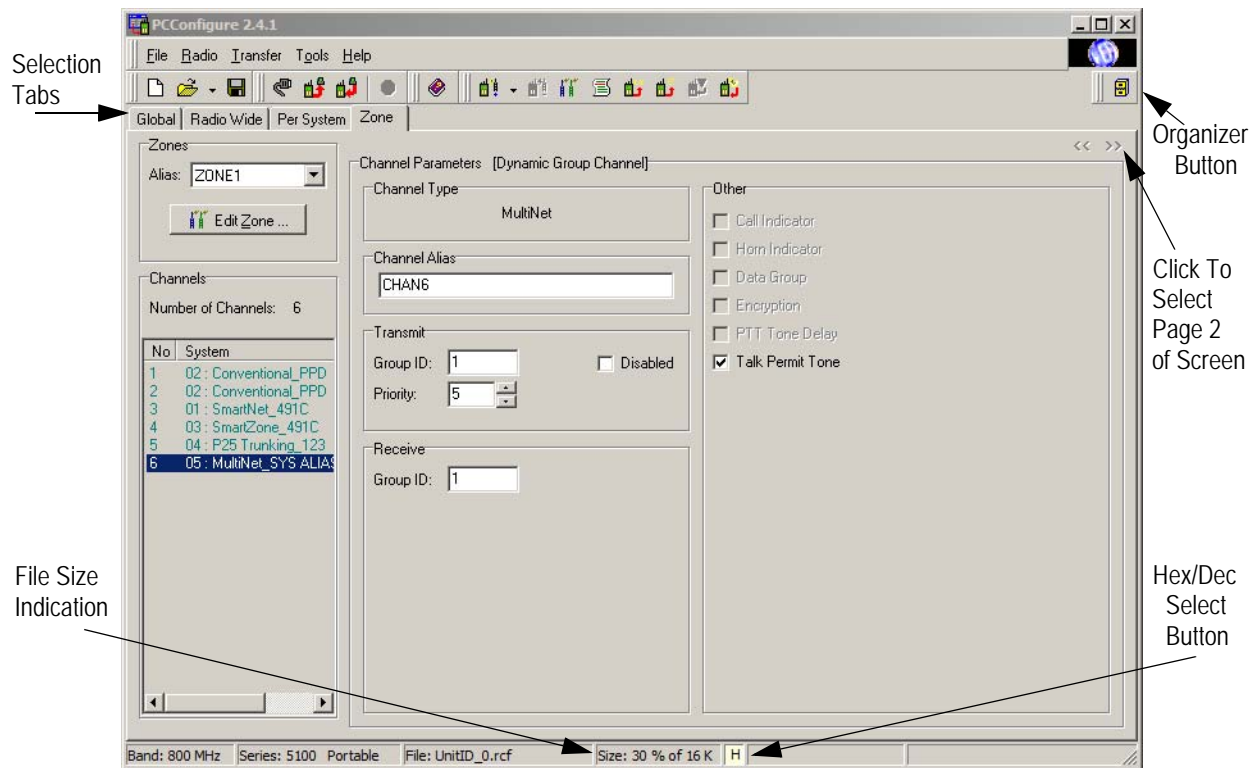 PCConfigure 2.4.1
File Radio Transfer Tools Help
Selection
Tabs
Global Radio Wide Per System Zone
Organizer
Button
Zones
Alias: ZONE1
Edit Zone ...
<< >>
Channel Parameters [Dynamic Group Channel]
Channel Type
MultiNet
Channel Alias
CHAN6
Transmit
Group ID: 1
Disabled
Priority: 5
Receive
Group ID: 1
Other
Call Indicator
Horn Indicator
Data Group
Encryption
PTT Tone Delay
Talk Permit Tone
Click To
Select
Page 2
of Screen
Channels
Number of Channels: 6
No System
1 02 : Conventional_PPD
2 02 : Conventional_PPD
3 01 : SmartNet_491C
4 03 : SmartZone_491C
5 04 : P25 Trunking_123
6 05 : MultiNet_SYS ALIAS
File Size
Indication
Hex/Dec
Select
Button
Band: 800 MHz Series: 5100 Portable File: UnitID_0.rcf Size: 30 % of 16 K H